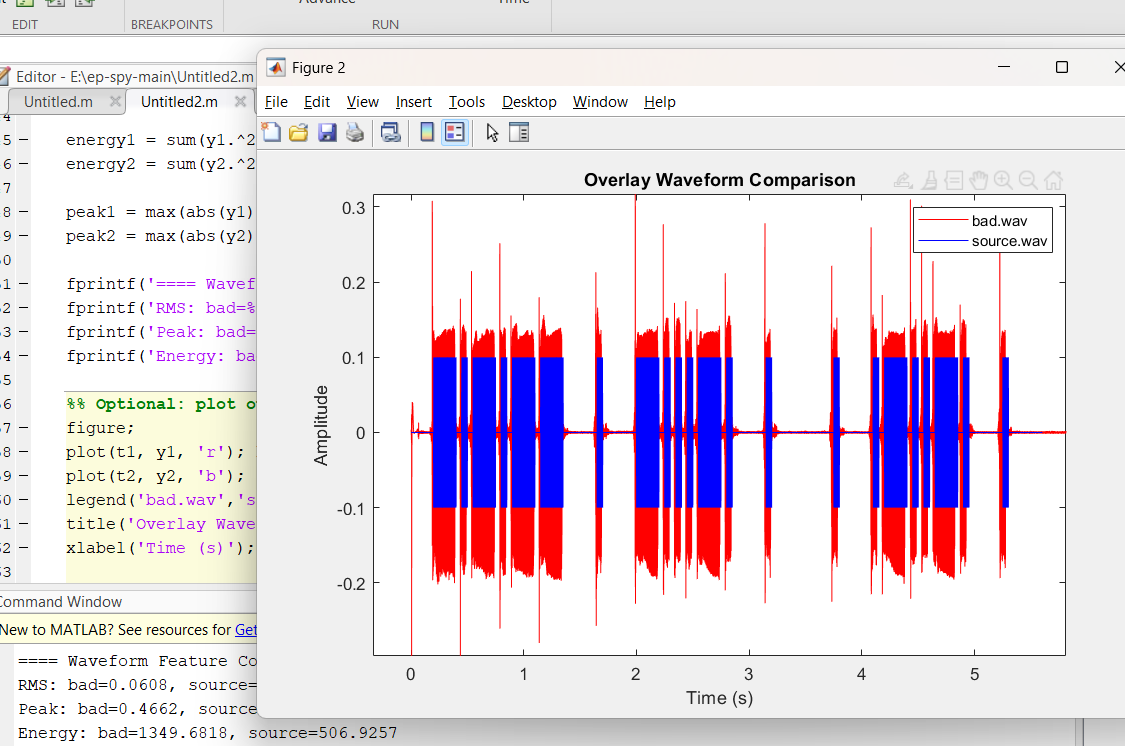 Advance
Time
EDIT
BREAKPOINTS
RUN
Editor - E:\ep-spy-main\Untitled2.m
Untitled.m
Untitled2.m
5 – energy1 = sum(y1.^2
6 – energy2 = sum(y2.^2
7
8 – peak1 = max(abs(y1)
9 – peak2 = max(abs(y2)
0
1 – fprintf('==== Wavef
2 – fprintf('RMS: bad=%
3 – fprintf('Peak: bad=
4 – fprintf('Energy: ba
5
6 %% Optional: plot o
7 – figure;
8 – plot(t1, y1, 'r');
9 – plot(t2, y2, 'b');
0 – legend('bad.wav','s
1 – title('Overlay Wave
2 – xlabel('Time (s)');
3
Command Window
New to MATLAB? See resources for Get
==== Waveform Feature Co
RMS: bad=0.0608, source=
Peak: bad=0.4662, source
Energy: bad=1349.6818, source=506.9257
Figure 2
File Edit View Insert Tools Desktop Window Help
Overlay Waveform Comparison
bad.wav
source.wav
0.3
0.2
0.1
0
-0.1
-0.2
Amplitude
0 1 2 3 4 5
Time (s)